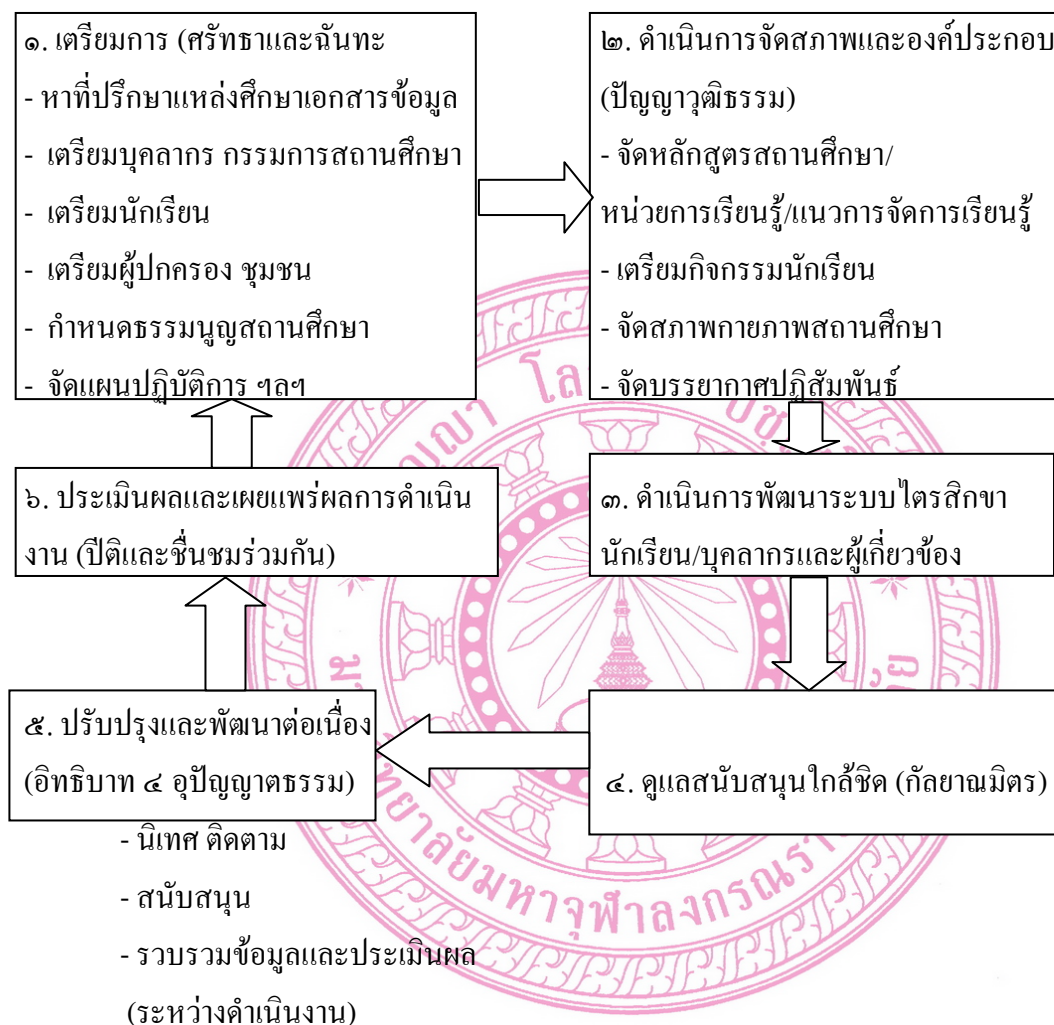 ๑. เตรียมการ (ศรัทธาและฉันทะ
- หาที่ปรึกษาแหล่งศึกษาเอกสารข้อมูล
- เตรียมบุคลากร กรรมการสถานศึกษา
- เตรียมนักเรียน
- เตรียมผู้ปกครอง ชุมชน
- กำหนดธรรมนูญสถานศึกษา
- จัดแผนปฏิบัติการ ฯลฯ
๒. ดำเนินการจัดสภาพและองค์ประกอบ
(ปัญญาวุฒิธรรม)
- จัดหลักสูตรสถานศึกษา/
หน่วยการเรียนรู้/แนวการจัดการเรียนรู้
- เตรียมกิจกรรมนักเรียน
- จัดสภาพกายภาพสถานศึกษา
- จัดบรรยากาศปฏิสัมพันธ์
๓. ดำเนินการพัฒนาระบบไตรสิกขา
นักเรียน/บุคลากรและผู้เกี่ยวข้อง
๔. ดูแลสนับสนุนใกล้ชิด (กัลยาณมิตร)
๕. ปรับปรุงและพัฒนาต่อเนื่อง
(อิทธิบาท ๔ อุปัญญาตธรรม)
- นิเทศ ติดตาม
- สนับสนุน
- รวบรวมข้อมูลและประเมินผล
(ระหว่างดำเนินงาน)
๖. ประเมินผลและเผยแพร่ผลการดำเนิน
งาน (ปีติและชื่นชมร่วมกัน)
โล
ทยาลัยมหาจุฬาลงกรณรา